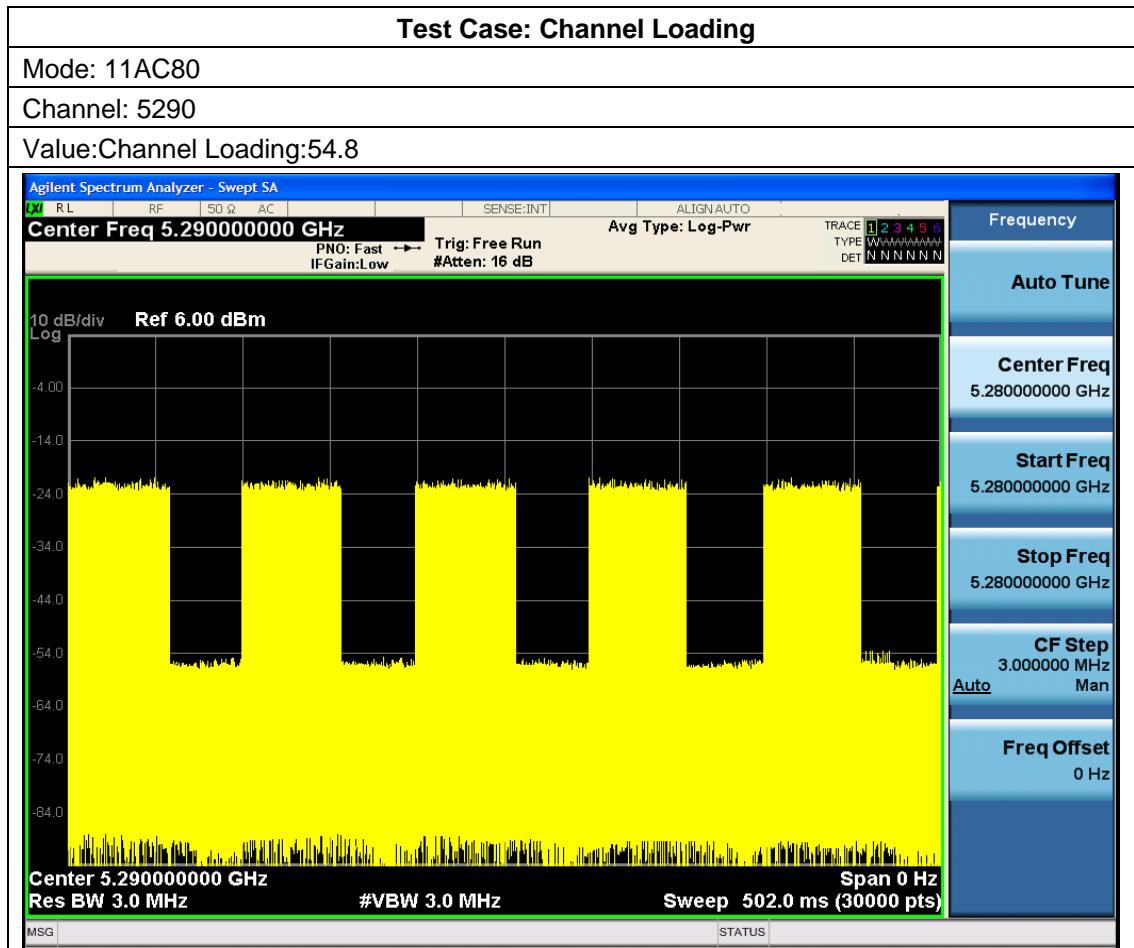 Test Case: Channel Loading
Mode: 11AC80
Channel: 5290
Value:Channel Loading:54.8
Agilent Spectrum Analyzer - Swept SA
LXI RL RF 50 Ω AC SENSE:INT ALIGNAUTO
Center Freq 5.290000000 GHz
PNO: Fast
IFGain:Low
Trig: Free Run
#Atten: 16 dB
Avg Type: Log-Pwr
TRACE 1 2 3 4 5 6
TYPE WWWWWW
DET N N N N N N
10 dB/div Ref 6.00 dBm
Log
-4.00
-14.0
-24.0
-34.0
-44.0
-54.0
-64.0
-74.0
-84.0
Center 5.290000000 GHz Span 0 Hz
Res BW 3.0 MHz #VBW 3.0 MHz Sweep 502.0 ms (30000 pts)
MSG STATUS
Frequency
Auto Tune
Center Freq
5.280000000 GHz
Start Freq
5.280000000 GHz
Stop Freq
5.280000000 GHz
CF Step
3.000000 MHz
Auto Man
Freq Offset
0 Hz